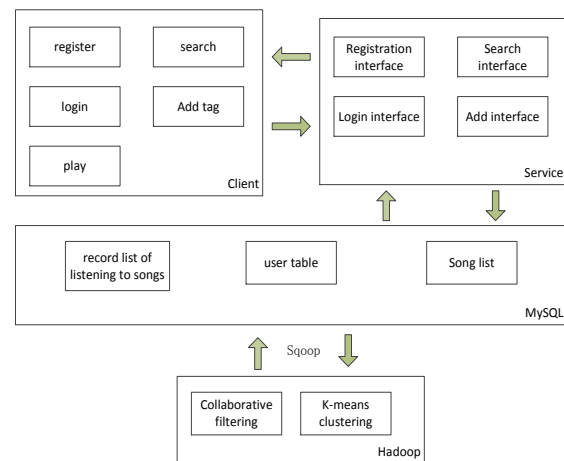 register
search
login
Add tag
play
Client
Registration
interface
Search
interface
Login interface
Add interface
Service
record list of
listening to songs
user table
Song list
MySQL
Sqoop
Collaborative
filtering
K-means
clustering
Hadoop